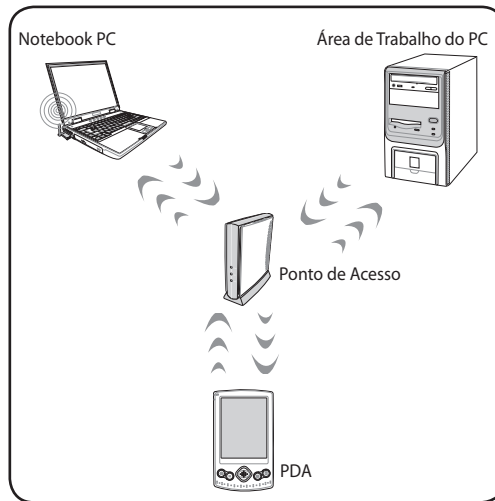 Notebook PC
Área de Trabalho do PC
Ponto de Acesso
PDA